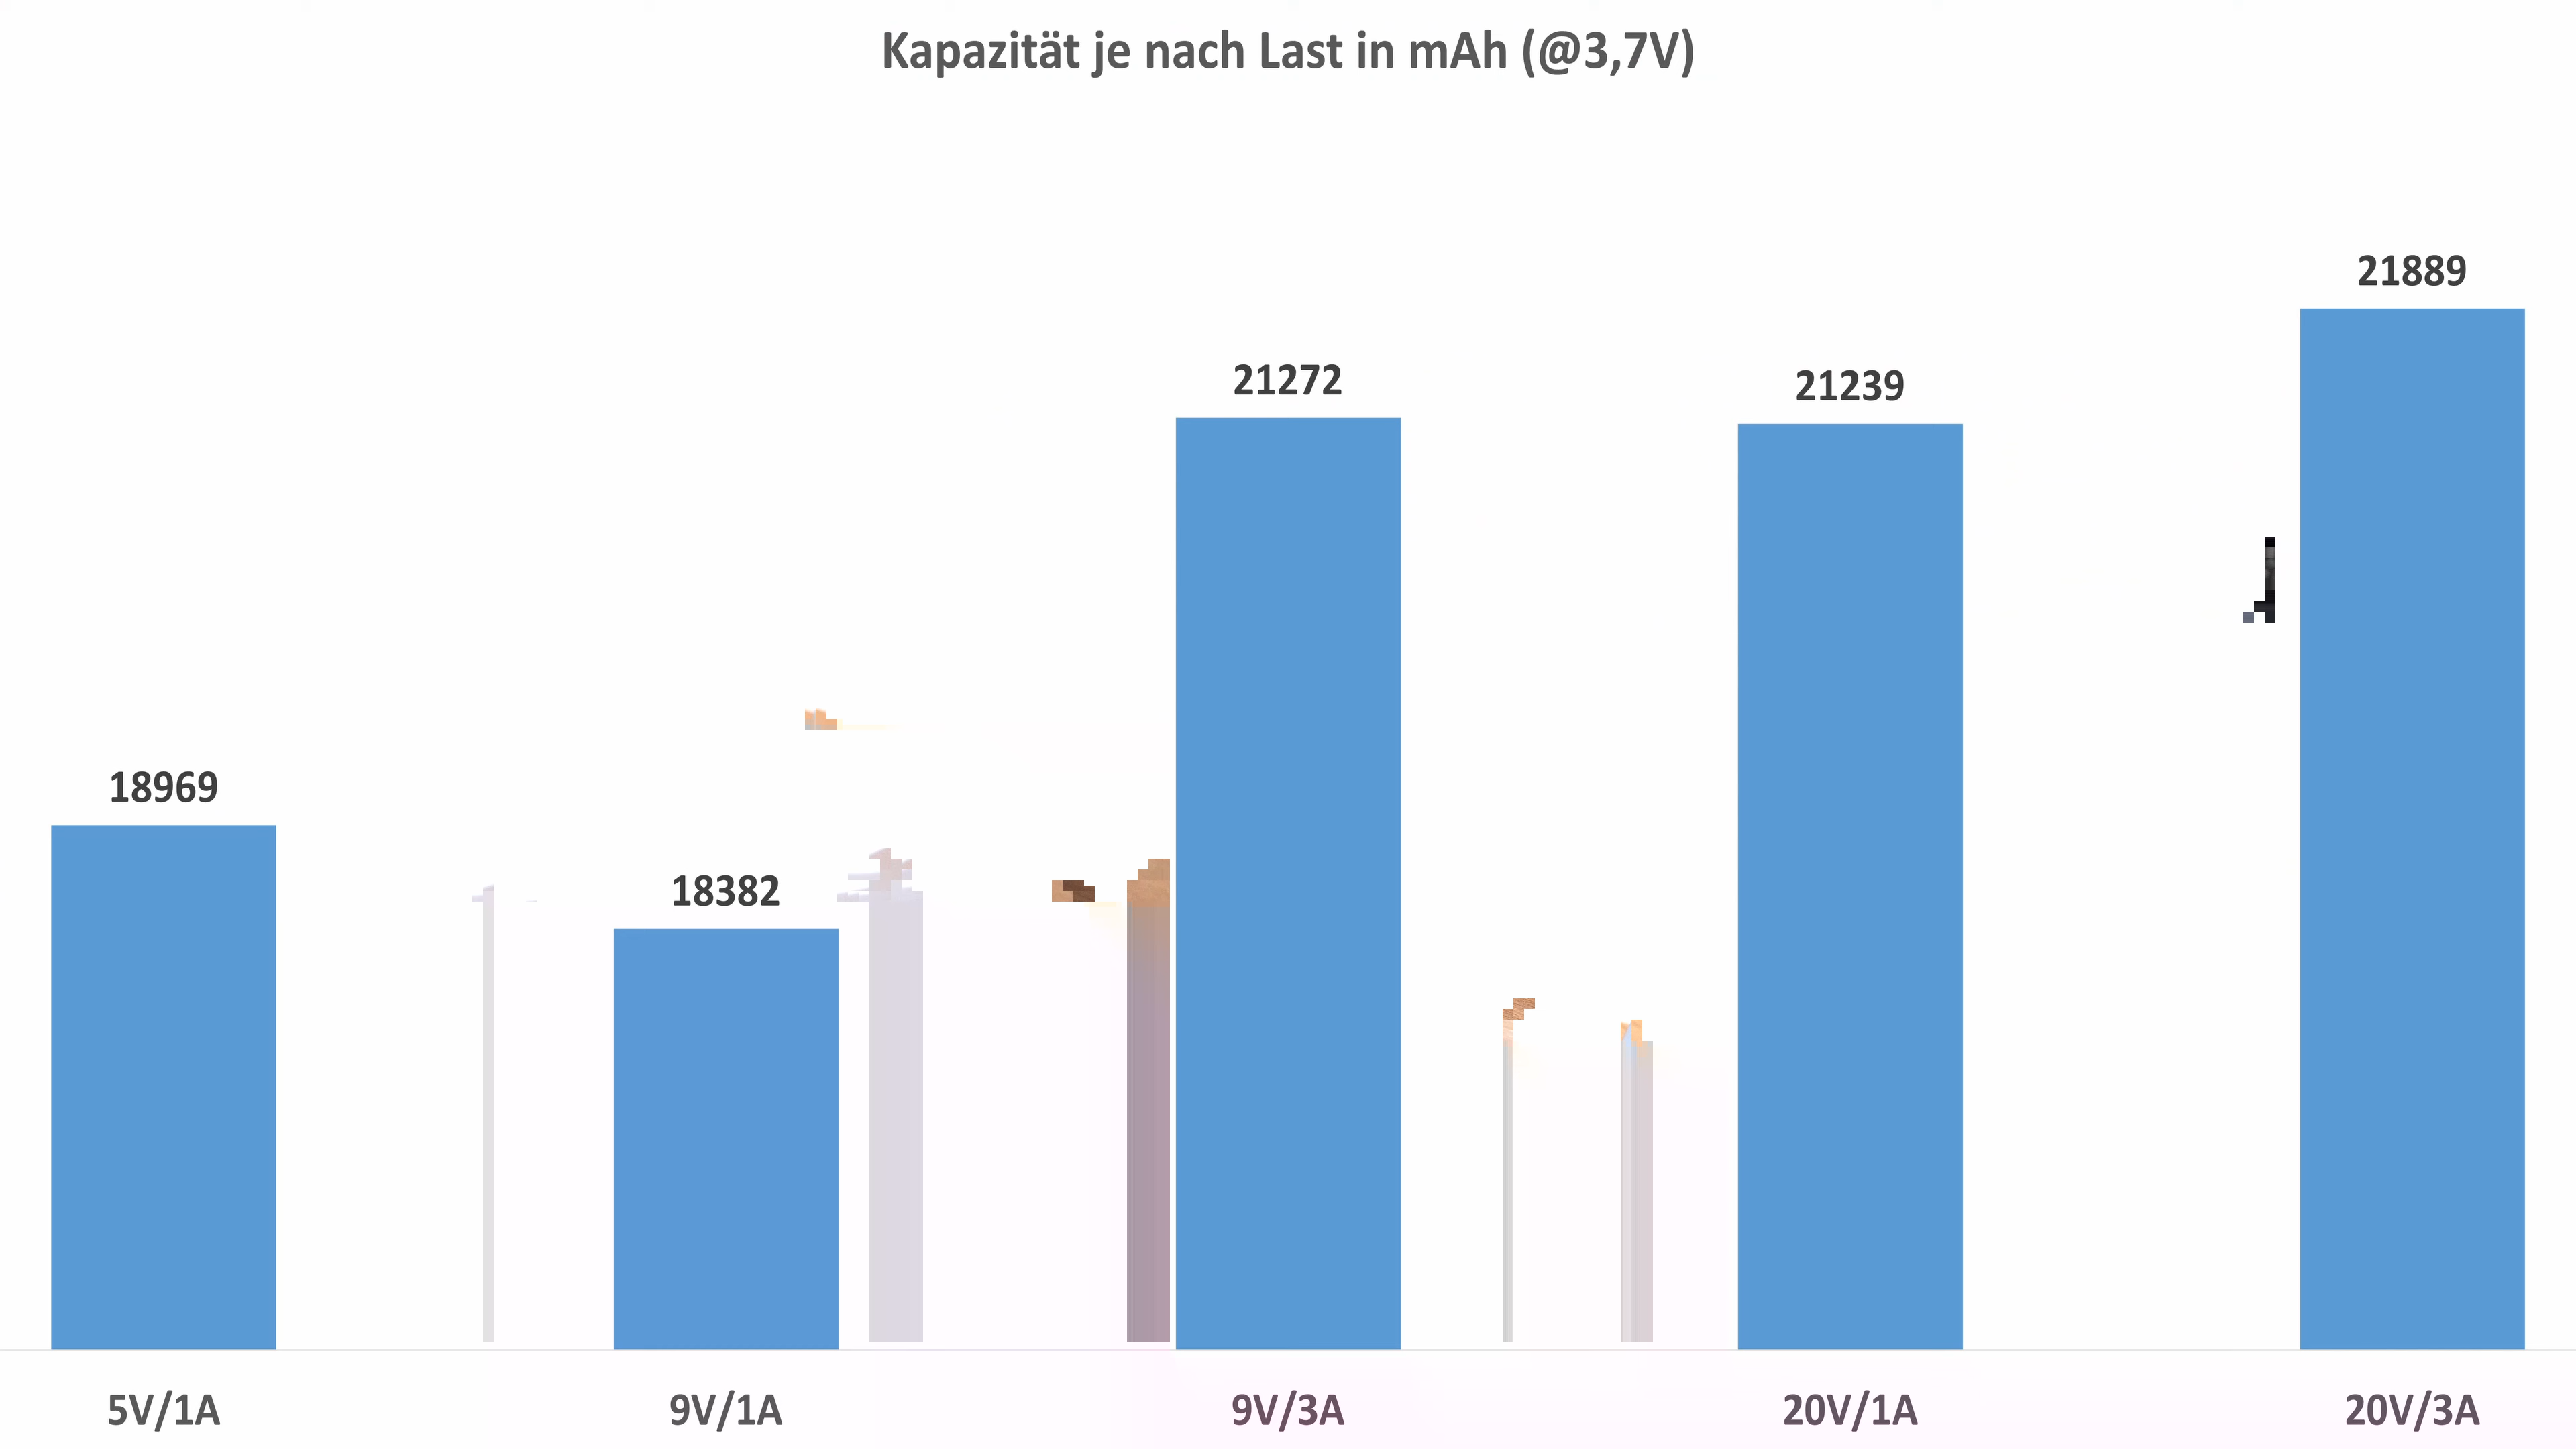 Kapazität je nach Last in mAh (@3,7V)
18969
18382
21272
21239
21889
5V/1A
9V/1A
9V/3A
20V/1A
20V/3A